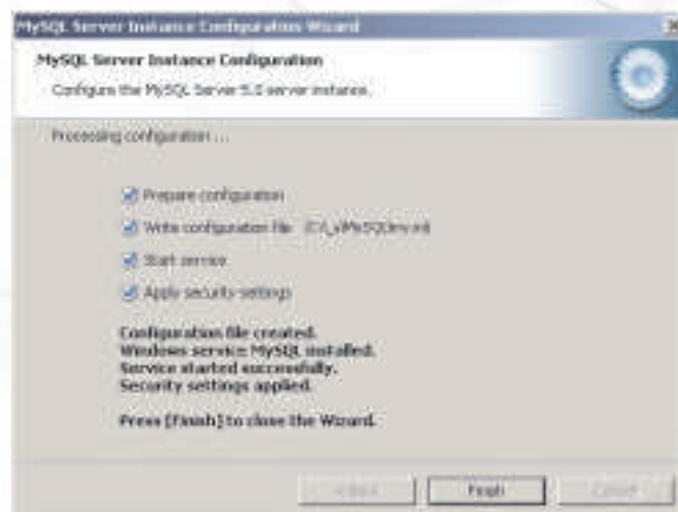 MySQL Server Instance Configuration Wizard
MySQL Server Instance Configuration
Configure the MySQL Server 5.0 server instance.
Processing configuration ...
Prepare configuration
Write configuration file
Start service
Apply security settings
Configuration file created.
Windows service MySQL installed.
Service started successfully.
Security settings applied.
Press [Finish] to close the Wizard.
Finish
Cancel